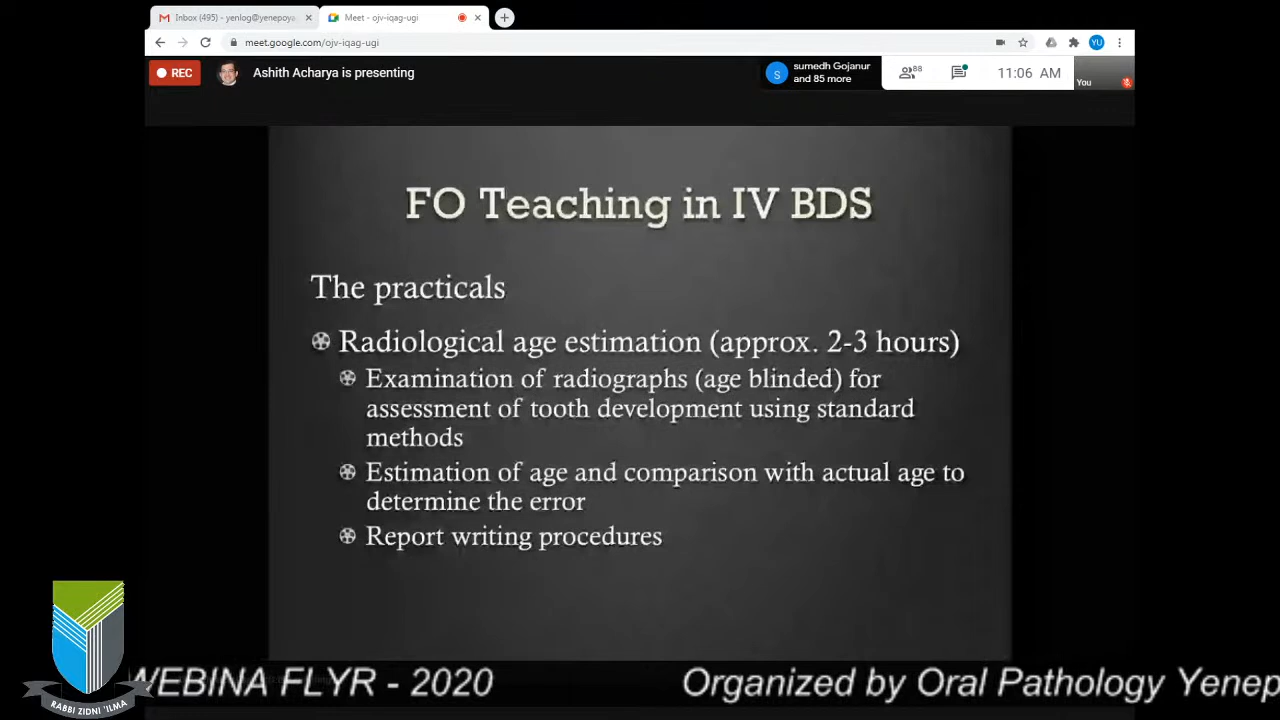 Inbox (495) - yenlog@yenepoya
Meet - ojv-iqag-ugi
meet.google.com/ojv-iqag-ugi
YU
REC
Ashith Acharya is presenting
S
sumedh Gojanur
and 85 more
88
11:06 AM
You
FO Teaching in IV BDS
The practicals
Radiological age estimation (approx. 2-3 hours)
Examination of radiographs (age blinded) for
assessment of tooth development using standard
methods
Estimation of age and comparison with actual age to
determine the error
Report writing procedures
WEBINA FLYR - 2020
Organized by Oral Pathology Yenep
RABBI ZIDNI 'ILMA